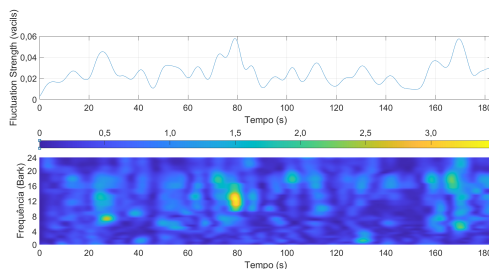 Fluctuation Strength (vacils)
0.06
0.04
0.02
0
0 20 40 60 80 100 120 140 160 180
Tempo (s)
0 0,5 1,0 1,5 2,0 2,5 3,0
Frequência (Bark)
24
20
16
12
8
4
0
0 20 40 60 80 100 120 140 160 180
Tempo (s)